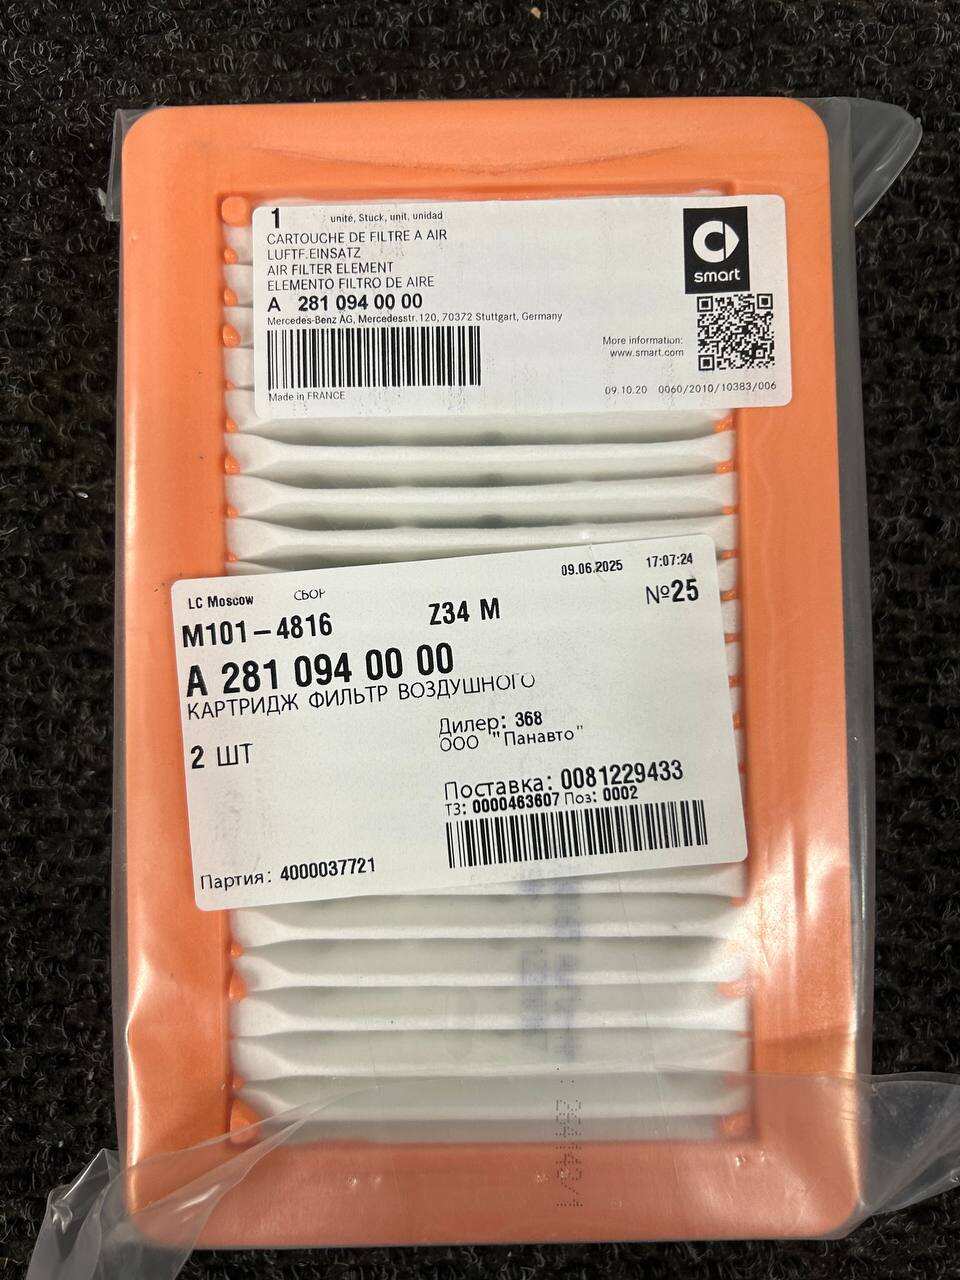 1 unité, Stück, unit, unidad
CARTOUCHE DE FILTRE A AIR
LUFTF.EINSATZ
AIR FILTER ELEMENT
ELEMENTO FILTRO DE AIRE
A 281 094 00 00
Mercedes-Benz AG, Mercedesstr. 120, 70372 Stuttgart, Germany
Made in FRANCE
smart
More information:
www.smart.com
09.10.20 0060/2010/10383/006
09.06.2025 17:07:24
LC Moscow СБОР
M101-4816 Z34 M №25
A 281 094 00 00
КАРТРИДЖ ФИЛЬТР ВОЗДУШНОГО
2 ШТ
Дилер: 368
ООО "Панавто"
Поставка: 0081229433
ТЗ: 0000463607 Поз: 0002
Партия: 4000037721